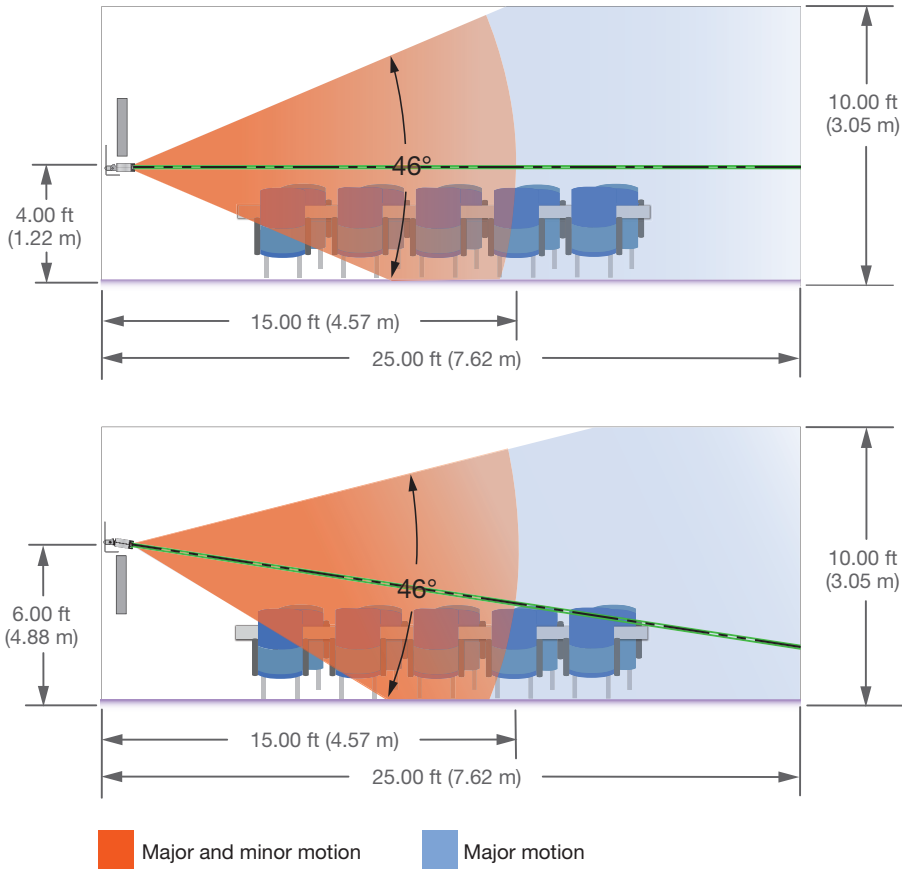 10.00 ft
(3.05 m)
46°
4.00 ft
(1.22 m)
15.00 ft (4.57 m)
25.00 ft (7.62 m)
10.00 ft
(3.05 m)
46°
6.00 ft
(4.88 m)
15.00 ft (4.57 m)
25.00 ft (7.62 m)
Major and minor motion
Major motion